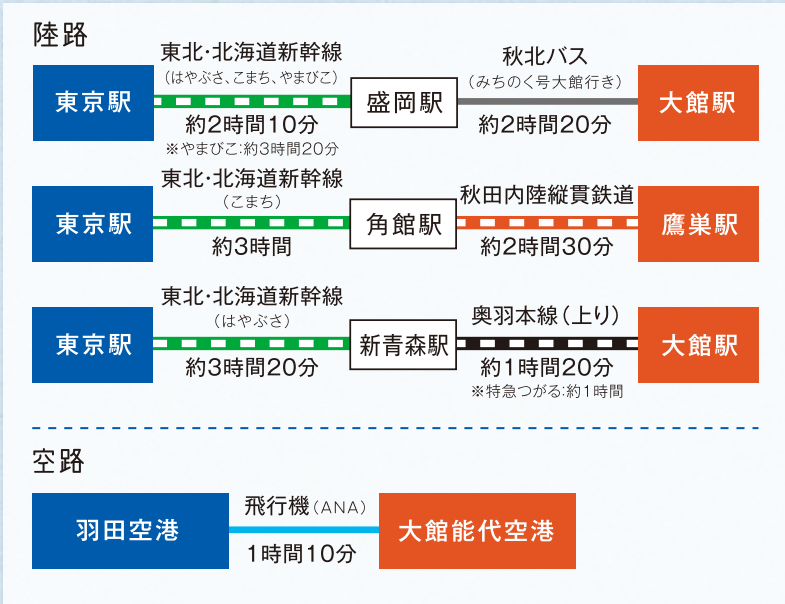 陸路
東北・北海道新幹線
（はやぶさ、こまち、やまびこ）
秋北バス
（みちのく号大館行き）
東京駅
盛岡駅
大館駅
約2時間10分
※やまびこ:約3時間20分
約2時間20分
東北・北海道新幹線
（こまち）
秋田内陸縦貫鉄道
東京駅
角館駅
鷹巣駅
約3時間
約2時間30分
東北・北海道新幹線
（はやぶさ）
奥羽本線（上り）
東京駅
新青森駅
大館駅
約3時間20分
約1時間20分
※特急つがる:約1時間
空路
飛行機（ANA）
羽田空港
大館能代空港
1時間10分